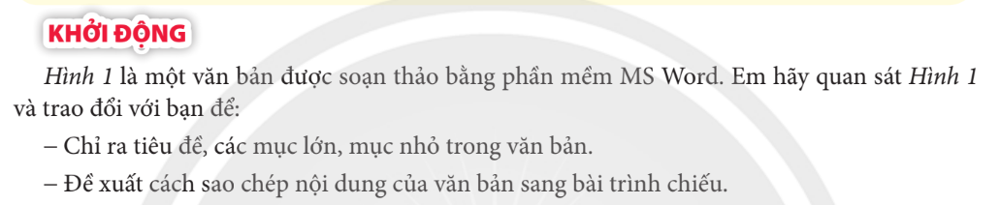 KHỞI ĐỘNG
Hình 1 là một văn bản được soạn thảo bằng phần mềm MS Word. Em hãy quan sát Hình 1
và trao đổi với bạn để:
– Chỉ ra tiêu đề, các mục lớn, mục nhỏ trong văn bản.
– Đề xuất cách sao chép nội dung của văn bản sang bài trình chiếu.